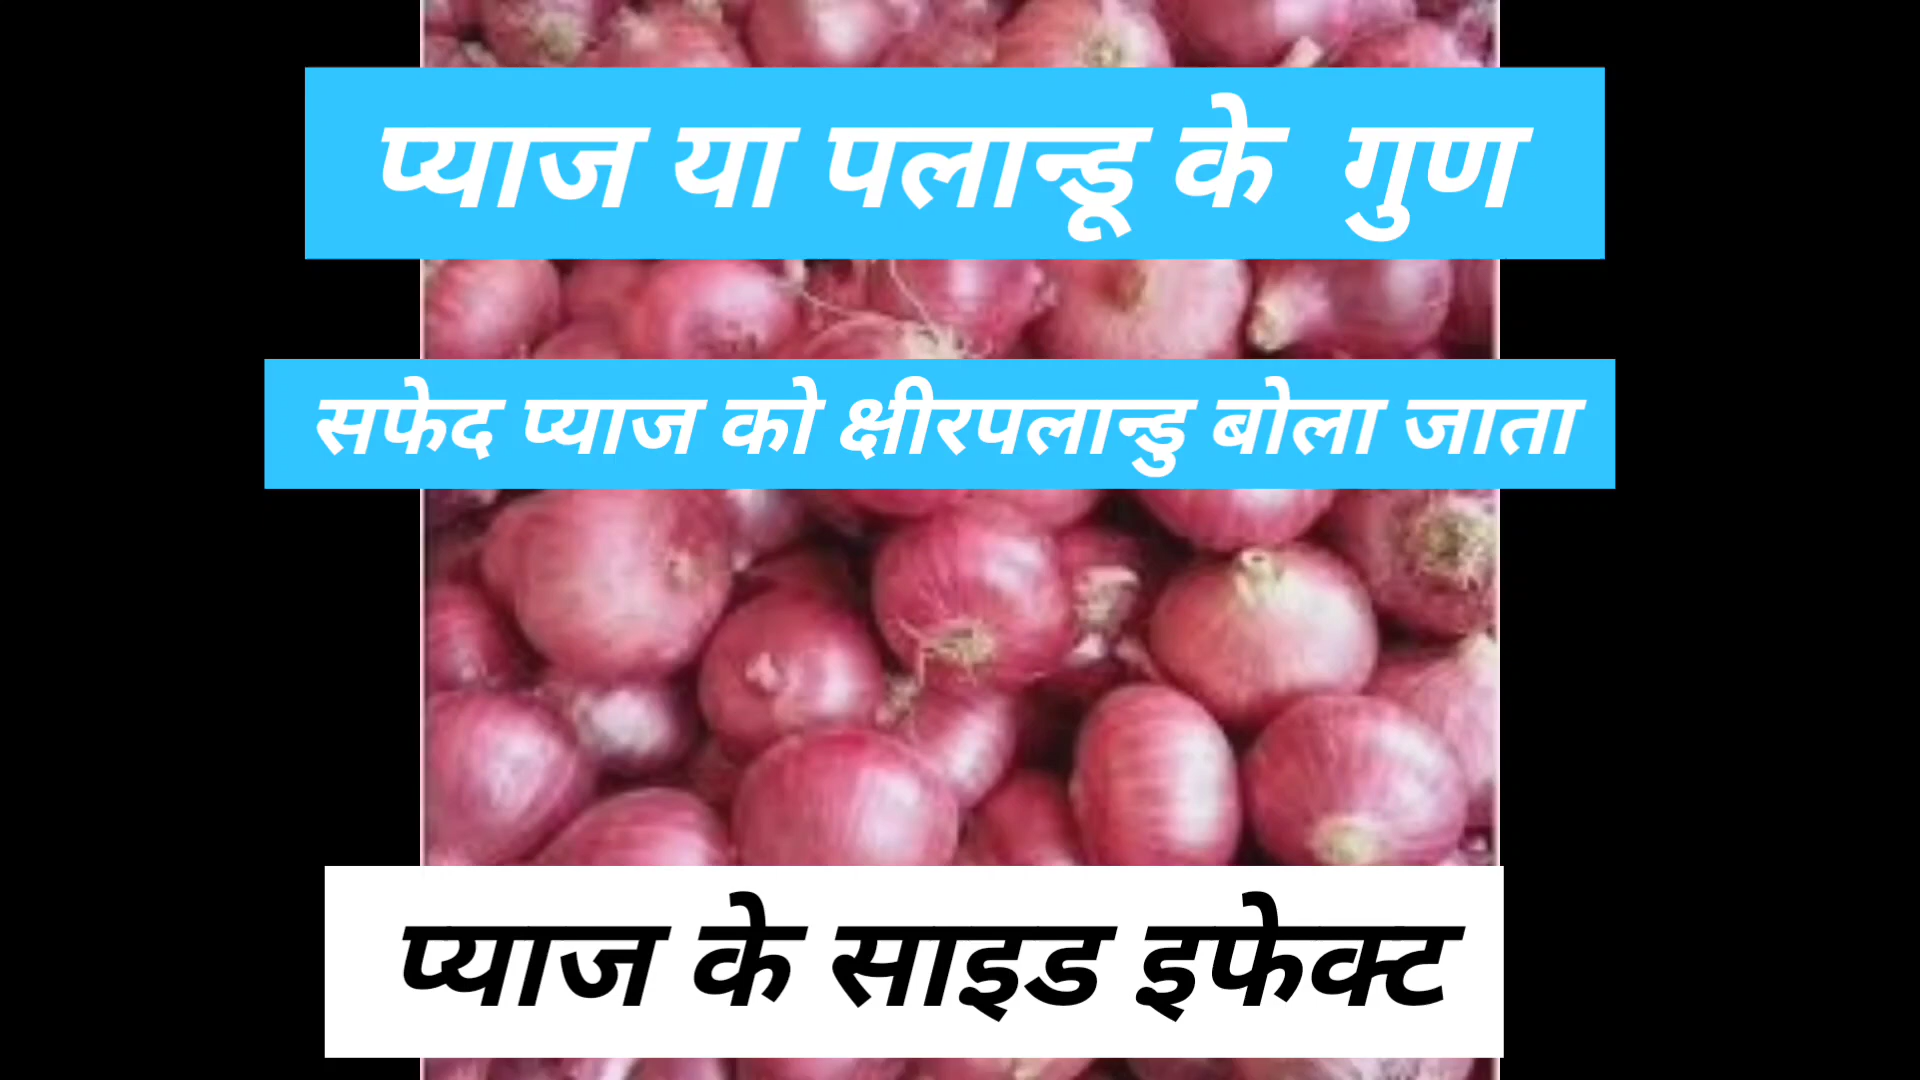 प्याज या पलान्डू के गुण
सफेद प्याज को क्षीरपलान्डु बोला जाता
प्याज के साइड इफेक्ट